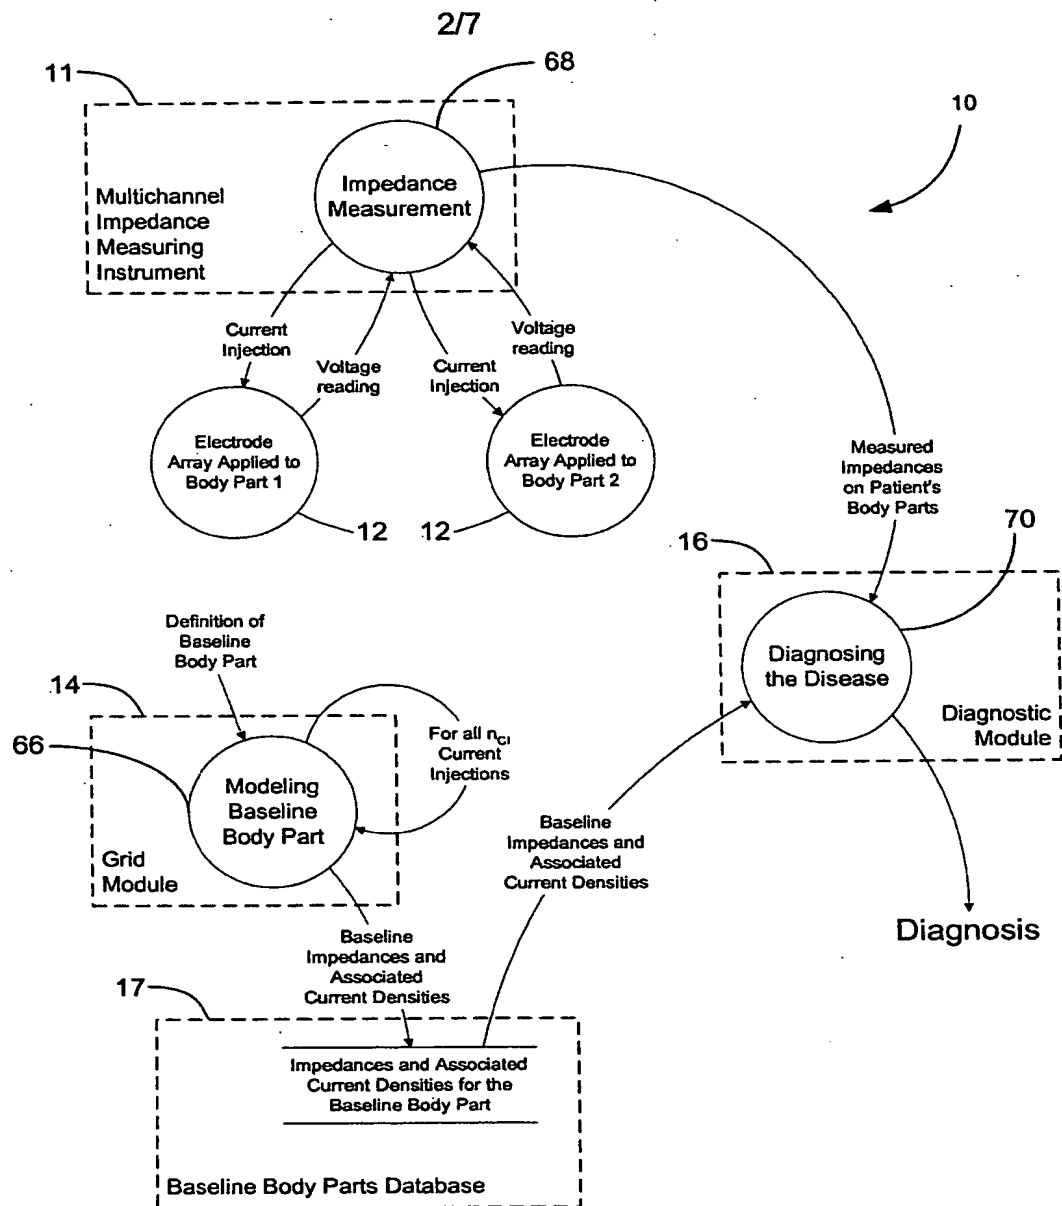 2/7
11
68
10
Impedance
Measurement
Multichannel
Impedance
Measuring
Instrument
Current
Injection
Voltage
reading
Current
Injection
Voltage
reading
Electrode
Array Applied to
Body Part 1
Electrode
Array Applied to
Body Part 2
12
12
Measured
Impedances
on Patient's
Body Parts
16
70
Diagnosing
the Disease
Diagnostic
Module
Definition of
Baseline
Body Part
14
66
For all nCI
Current
Injections
Modeling
Baseline
Body Part
Grid
Module
Baseline
Impedances and
Associated
Current Densities
Baseline
Impedances and
Associated
Current Densities
Diagnosis
17
Impedances and Associated
Current Densities for the
Baseline Body Part
Baseline Body Parts Database